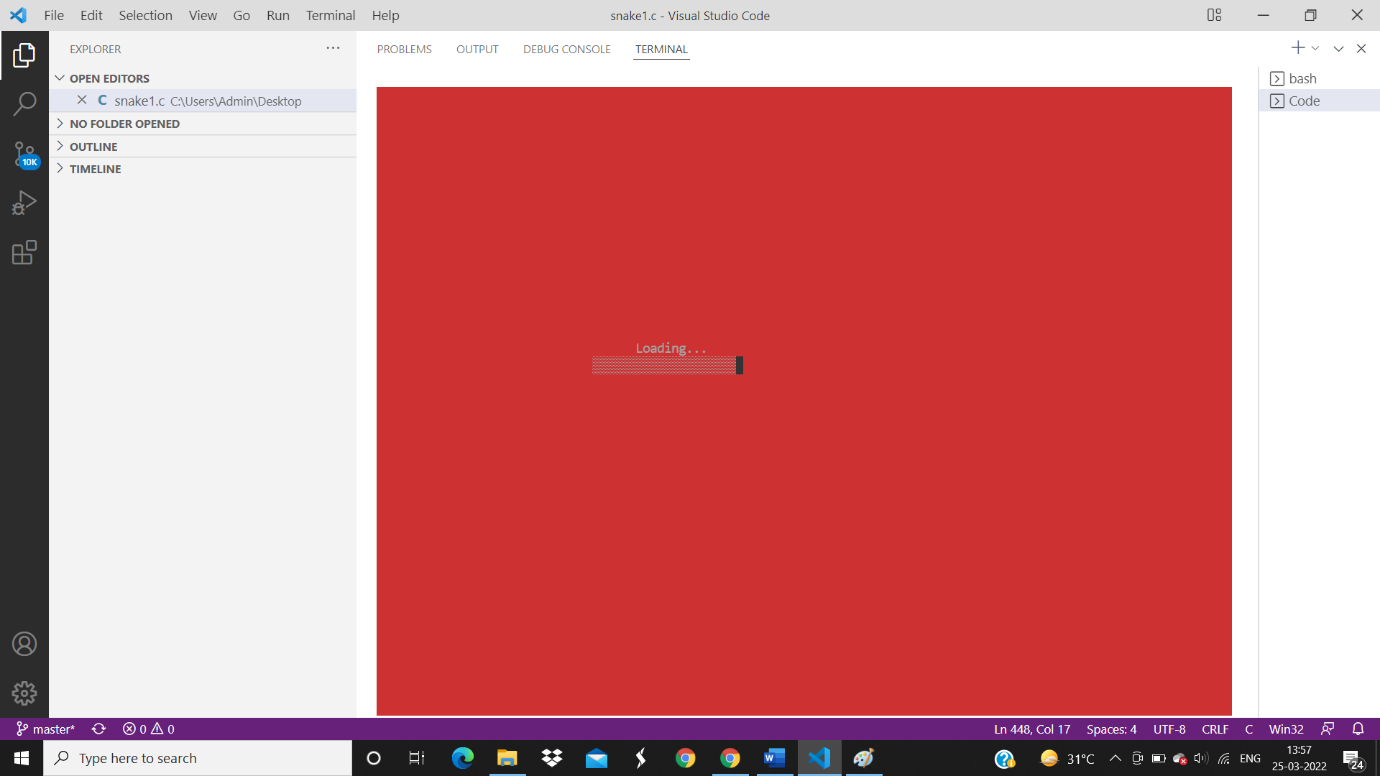 File Edit Selection View Go Run Terminal Help
snake1.c - Visual Studio Code
EXPLORER
OPEN EDITORS
C snake1.c C:\Users\Admin\Desktop
NO FOLDER OPENED
OUTLINE
TIMELINE
10K
PROBLEMS OUTPUT DEBUG CONSOLE TERMINAL
bash
Code
Loading...
master* 0 0
Ln 448, Col 17 Spaces: 4 UTF-8 CRLF C Win32
Type here to search
31°C ENG
13:57
25-03-2022
24